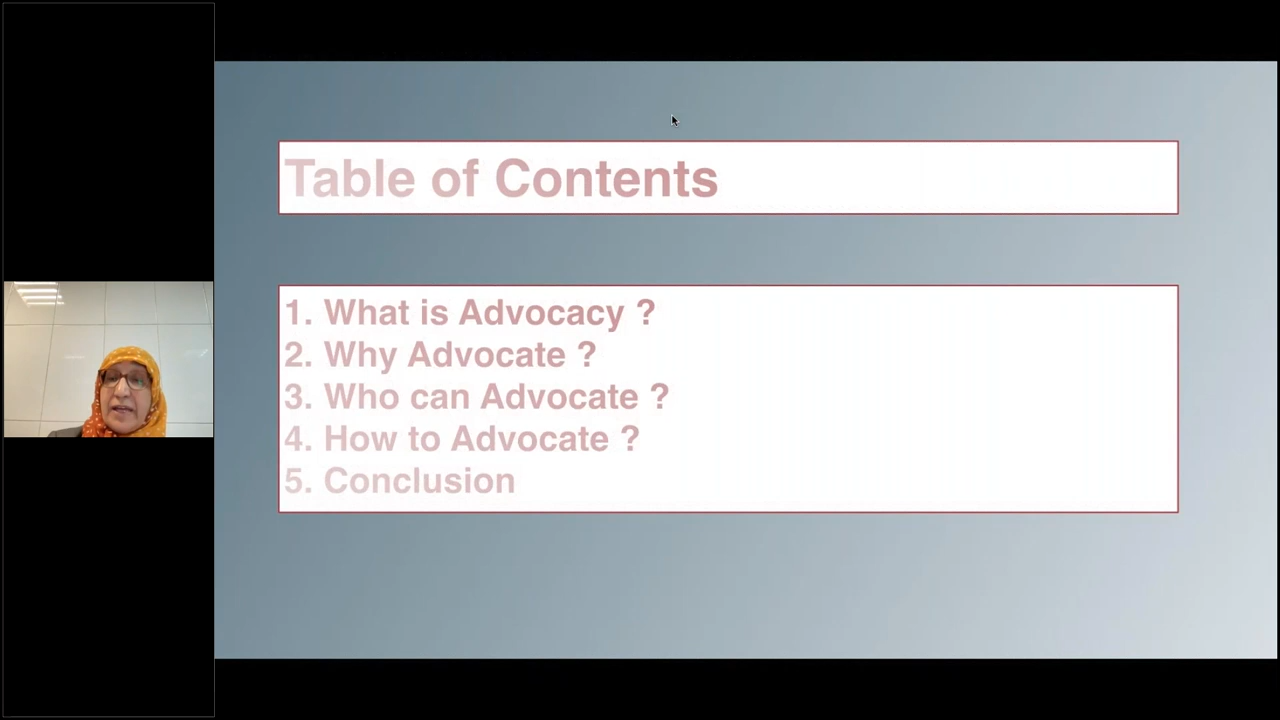 Table of Contents
1. What is Advocacy ?
2. Why Advocate ?
3. Who can Advocate ?
4. How to Advocate ?
5. Conclusion